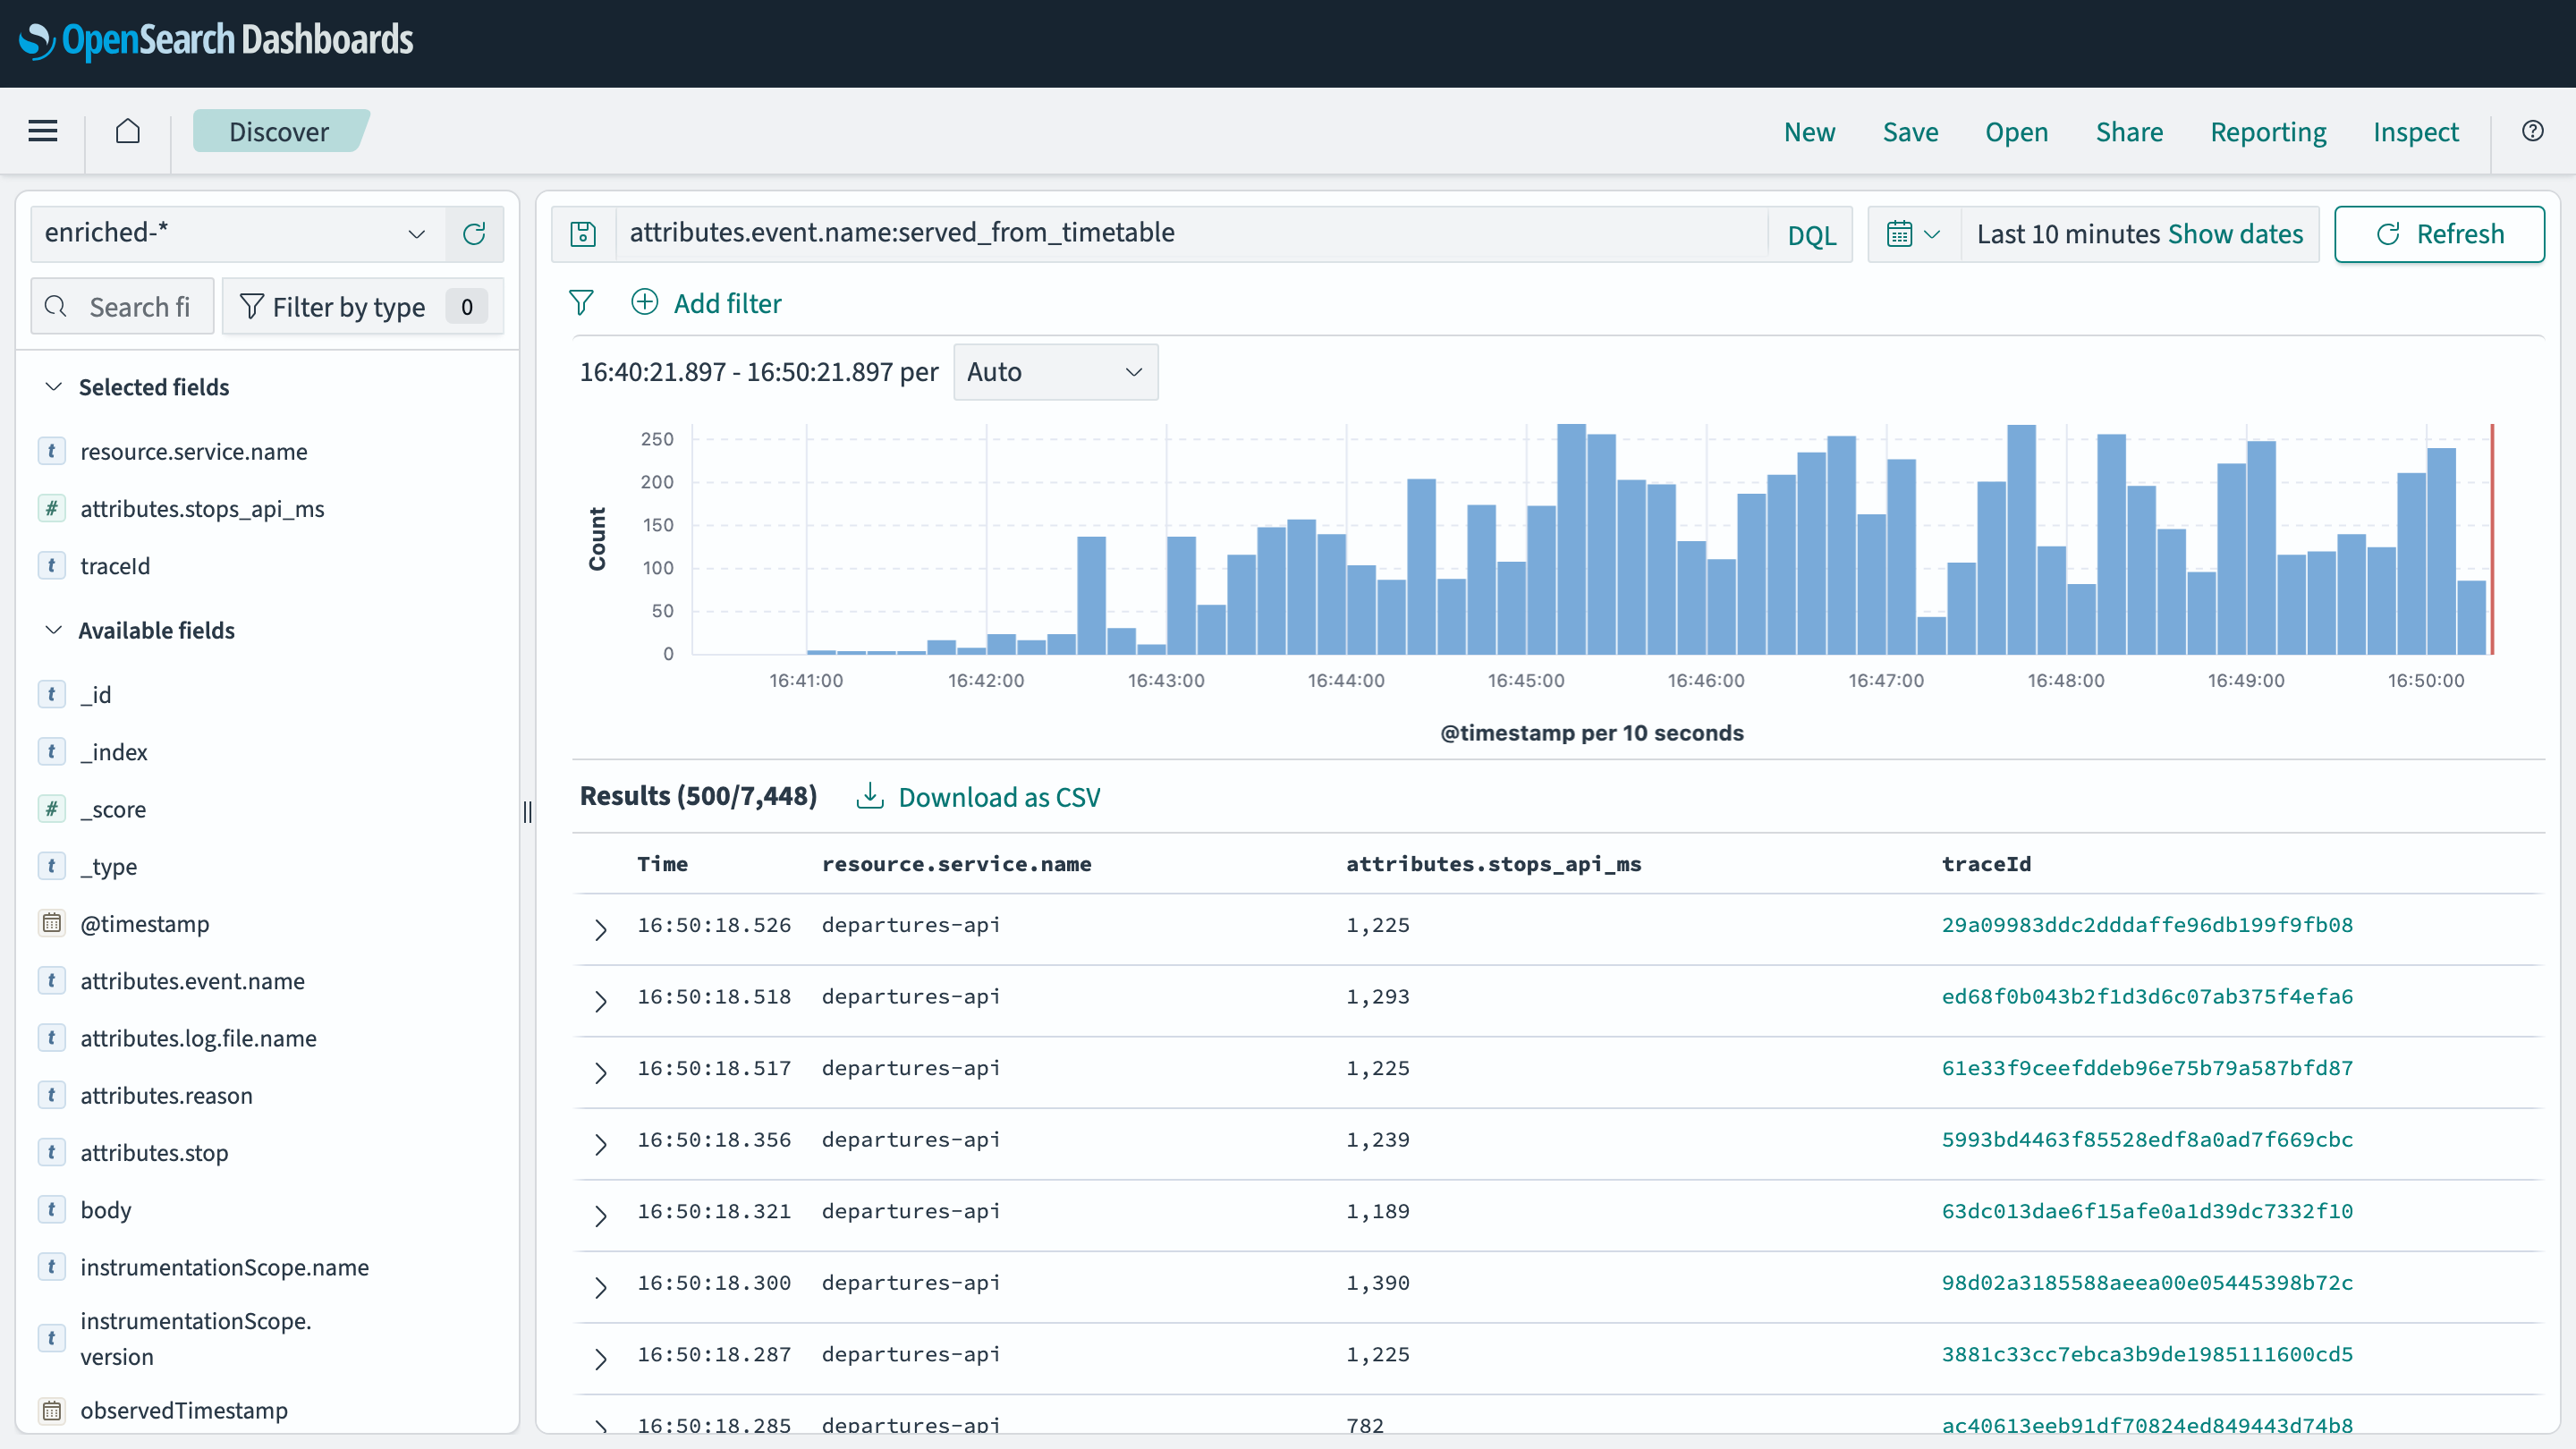 OpenSearch Dashboards
Discover
New Save Open Share Reporting Inspect
enriched-*
Search fi
Filter by type 0
Selected fields
t resource.service.name
# attributes.stops_api_ms
t traceId
Available fields
t _id
t _index
# _score
t _type
@timestamp
t attributes.event.name
t attributes.log.file.name
t attributes.reason
t attributes.stop
t body
t instrumentationScope.name
t instrumentationScope.
version
observedTimestamp
attributes.event.name:served_from_timetable
DQL
Last 10 minutes Show dates
Refresh
Add filter
16:40:21.897 - 16:50:21.897 per Auto
Count
250
200
150
100
50
0
16:41:00 16:42:00 16:43:00 16:44:00 16:45:00 16:46:00 16:47:00 16:48:00 16:49:00 16:50:00
@timestamp per 10 seconds
Results (500/7,448) Download as CSV
Time resource.service.name attributes.stops_api_ms traceId
16:50:18.526 departures-api 1,225 29a09983ddc2dddaffe96db199f9fb08
16:50:18.518 departures-api 1,293 ed68f0b043b2f1d3d6c07ab375f4efa6
16:50:18.517 departures-api 1,225 61e33f9ceefddeb96e75b79a587bfd87
16:50:18.356 departures-api 1,239 5993bd4463f85528edf8a0ad7f669cbc
16:50:18.321 departures-api 1,189 63dc013dae6f15afe0a1d39dc7332f10
16:50:18.300 departures-api 1,390 98d02a3185588aeea00e05445398b72c
16:50:18.287 departures-api 1,225 3881c33cc7ebca3b9de1985111600cd5
16:50:18.285 departures-api 782 ac40613eeb91df70824ed849443d74b8